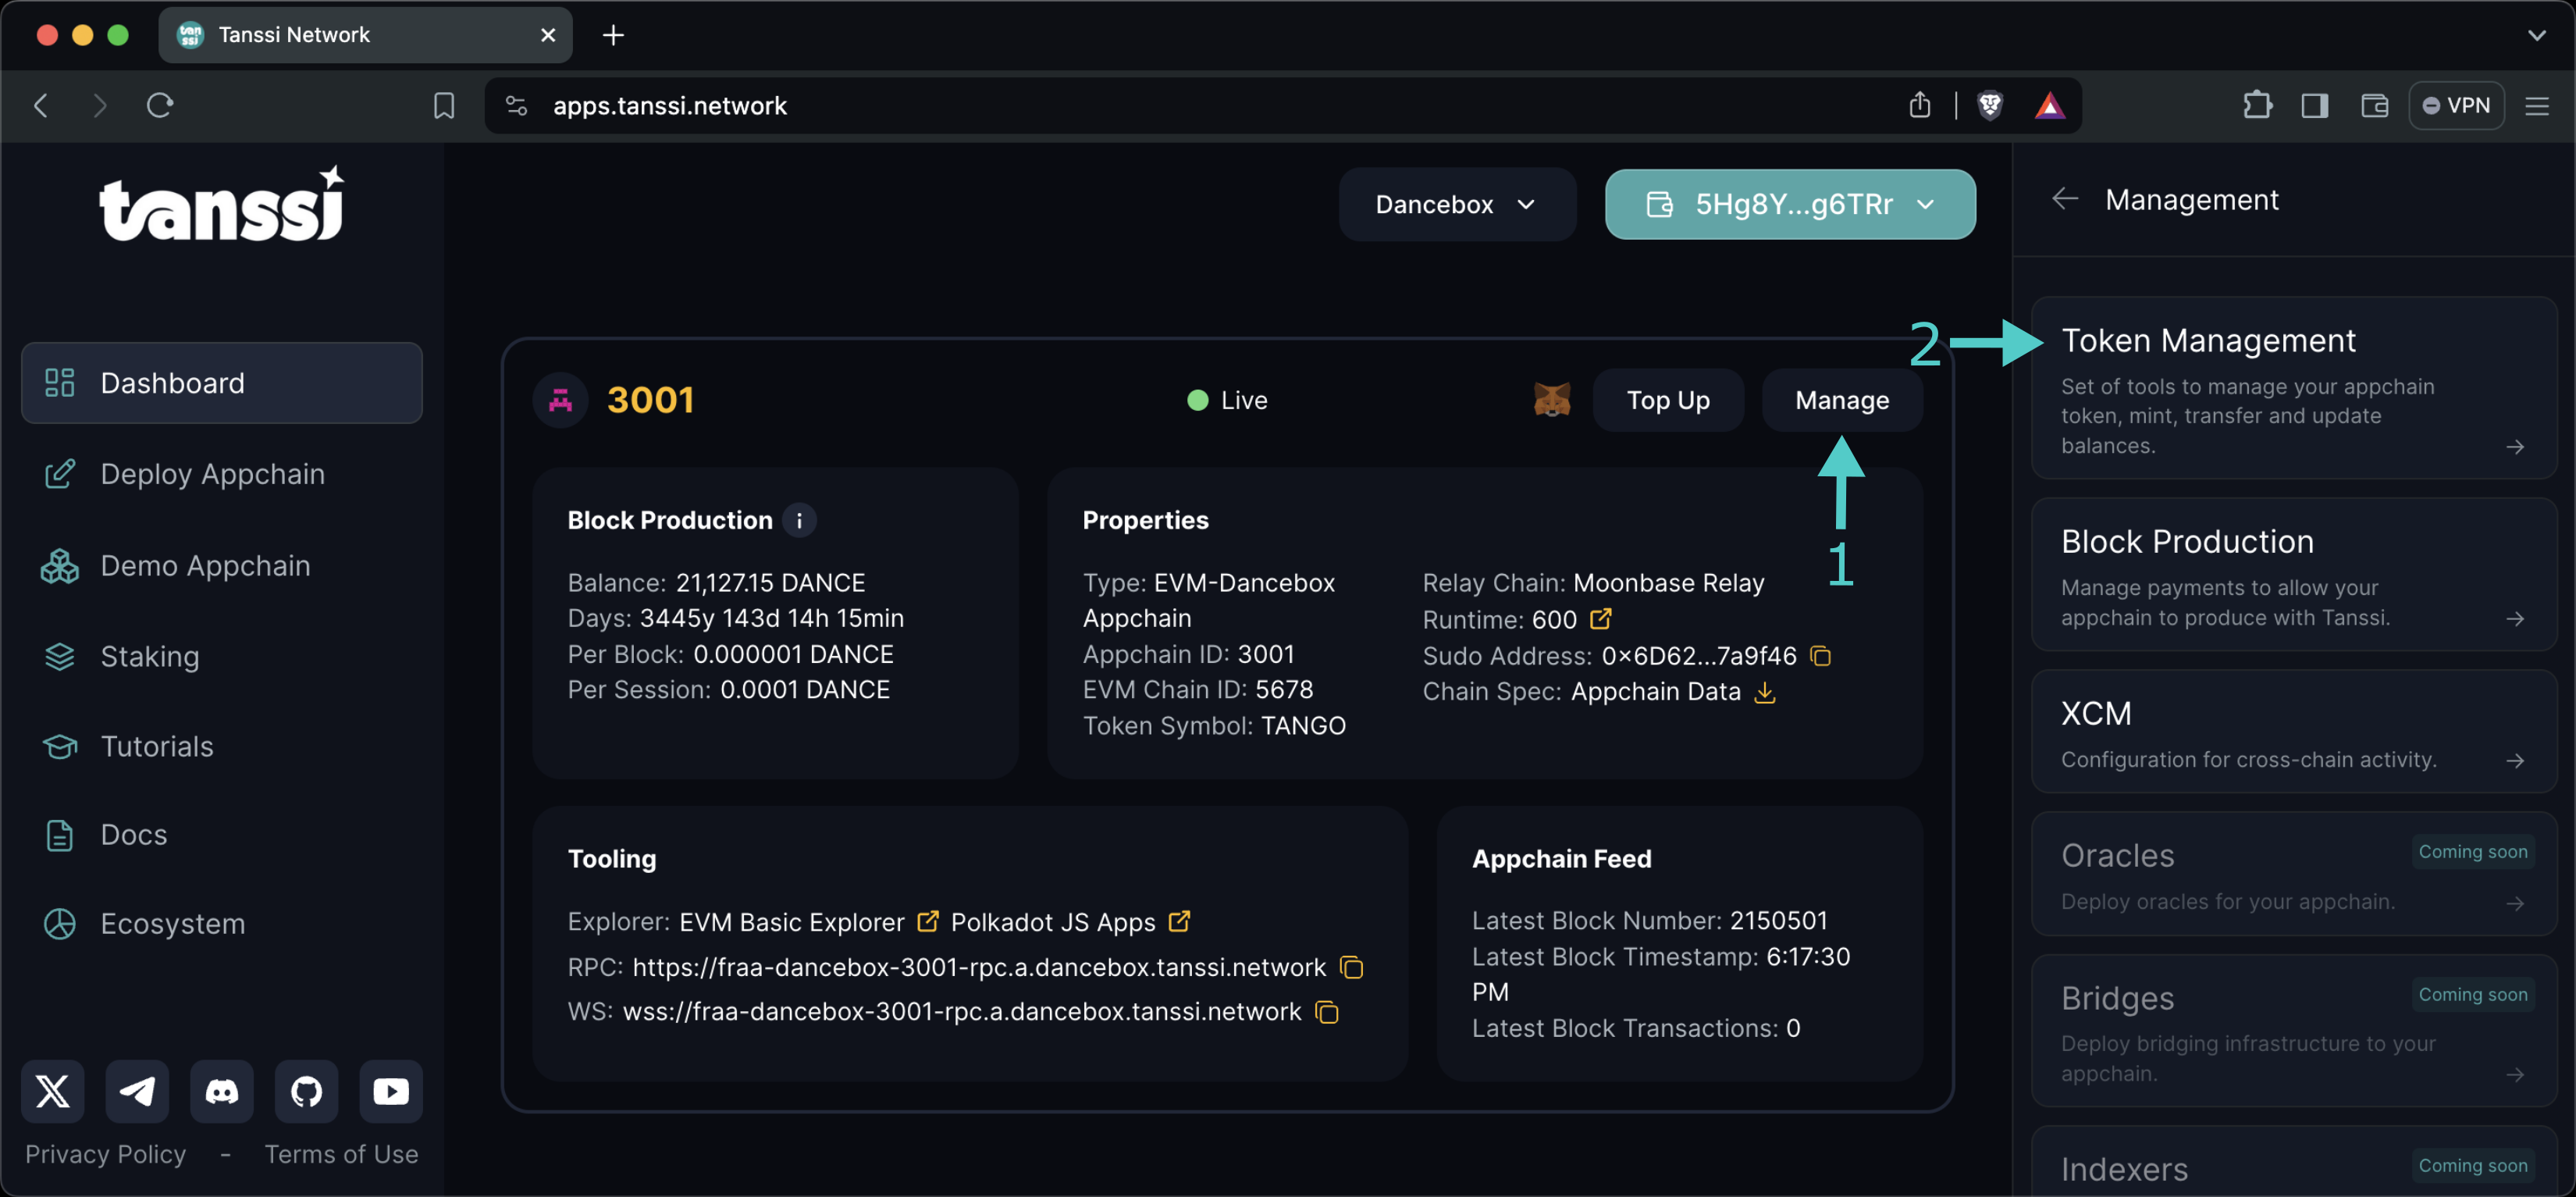 Tanssi Network
apps.tanssi.network
VPN
tanssi
Dashboard
Deploy Appchain
Demo Appchain
Staking
Tutorials
Docs
Ecosystem
Privacy Policy - Terms of Use
Dancebox
5Hg8Y...g6TRr
3001
Live
Top Up
Manage
1
Block Production
Balance: 21,127.15 DANCE
Days: 3445y 143d 14h 15min
Per Block: 0.000001 DANCE
Per Session: 0.0001 DANCE
Properties
Type: EVM-Dancebox
Appchain
Appchain ID: 3001
EVM Chain ID: 5678
Token Symbol: TANGO
Relay Chain: Moonbase Relay
Runtime: 600
Sudo Address: 0×6D62...7a9f46
Chain Spec: Appchain Data
Tooling
Explorer: EVM Basic Explorer Polkadot JS Apps
RPC: https://fraa-dancebox-3001-rpc.a.dancebox.tanssi.network
WS: wss://fraa-dancebox-3001-rpc.a.dancebox.tanssi.network
Appchain Feed
Latest Block Number: 2150501
Latest Block Timestamp: 6:17:30
PM
Latest Block Transactions: 0
Management
2
Token Management
Set of tools to manage your appchain
token, mint, transfer and update
balances.
Block Production
Manage payments to allow your
appchain to produce with Tanssi.
XCM
Configuration for cross-chain activity.
Oracles
Coming soon
Deploy oracles for your appchain.
Bridges
Coming soon
Deploy bridging infrastructure to your
appchain.
Indexers
Coming soon